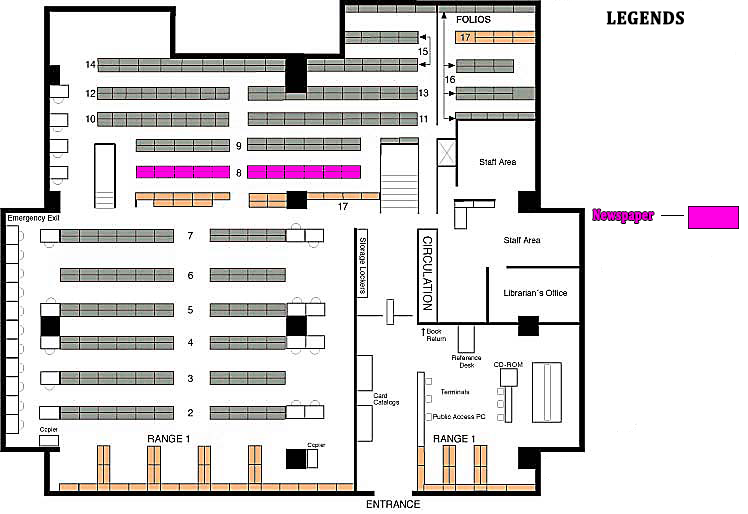 LEGENDS
FOLIOS
17
15
14
16
12
13
10
11
9
Staff Area
8
17
Emergency Exit
Newspaper
7
Storage Lockers
CIRCULATION
Staff Area
6
Librarian's Office
5
Book
Return
4
Reference
Desk
CD-ROM
3
Card
Catalogs
Terminals
2
Public Access PC
Copier
RANGE 1
Copier
RANGE 1
ENTRANCE